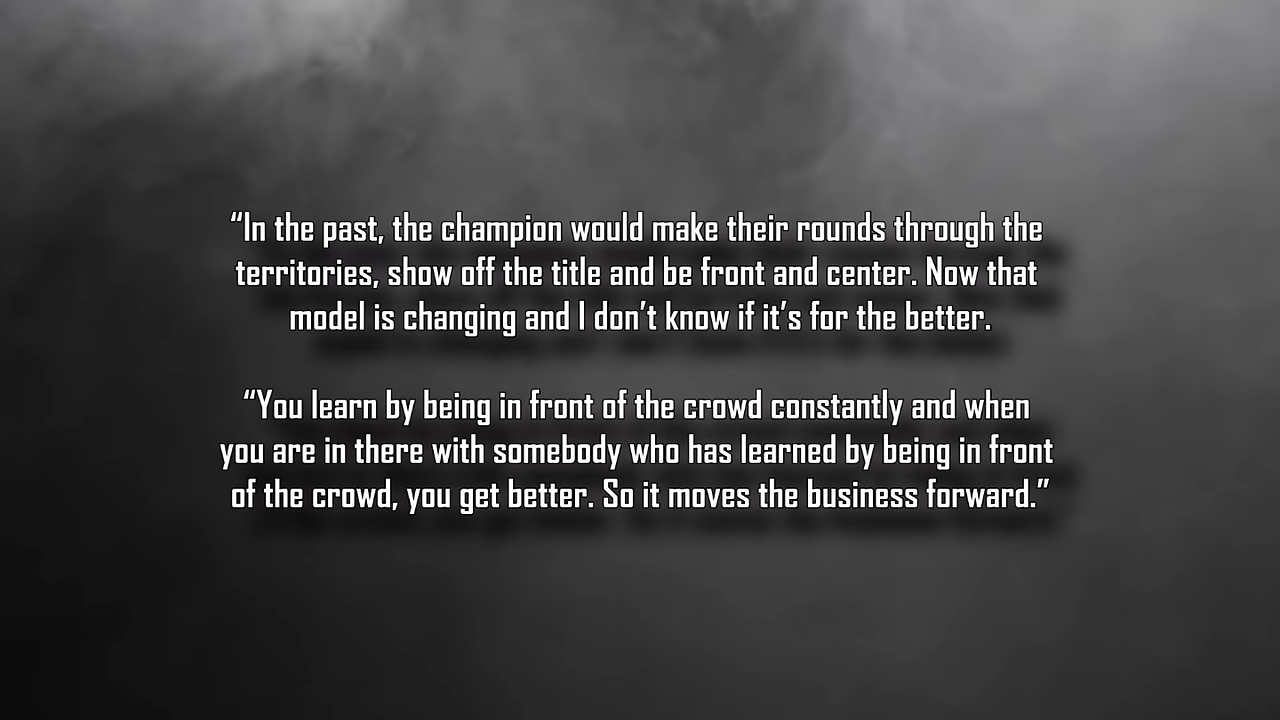 “In the past, the champion would make their rounds through the
territories, show off the title and be front and center. Now that
model is changing and I don’t know if it’s for the better.
“You learn by being in front of the crowd constantly and when
you are in there with somebody who has learned by being in front
of the crowd, you get better. So it moves the business forward.”